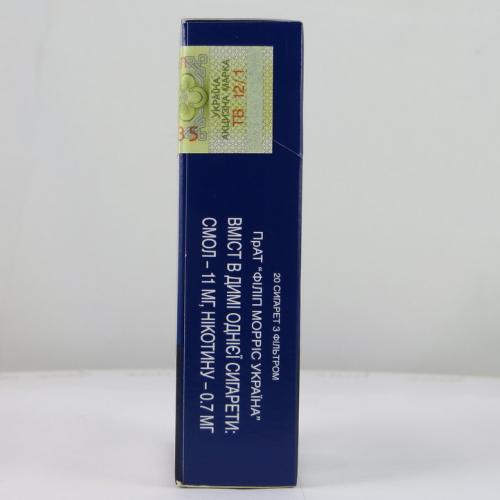 УКРАЇНА
АКЦИЗНА МАРКА
ТВ 12/1
35
20 СИГАРЕТ З ФІЛЬТРОМ
ПрАТ "ФІЛІП МОРРІС УКРАЇНА"
ВМІСТ В ДИМІ ОДНІЄЇ СИГАРЕТИ:
СМОЛ – 11 МГ, НІКОТИНУ – 0.7 МГ